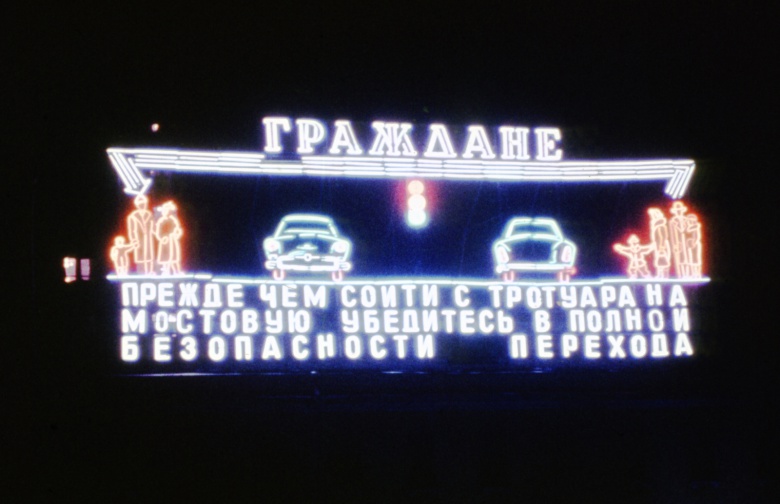 ГРАЖДАНЕ
ПРЕЖДЕ ЧЕМ СОЙТИ С ТРОТУАРА НА
МОСТОВУЮ УБЕДИТЕСЬ В ПОЛНОЙ
БЕЗОПАСНОСТИ ПЕРЕХОДА